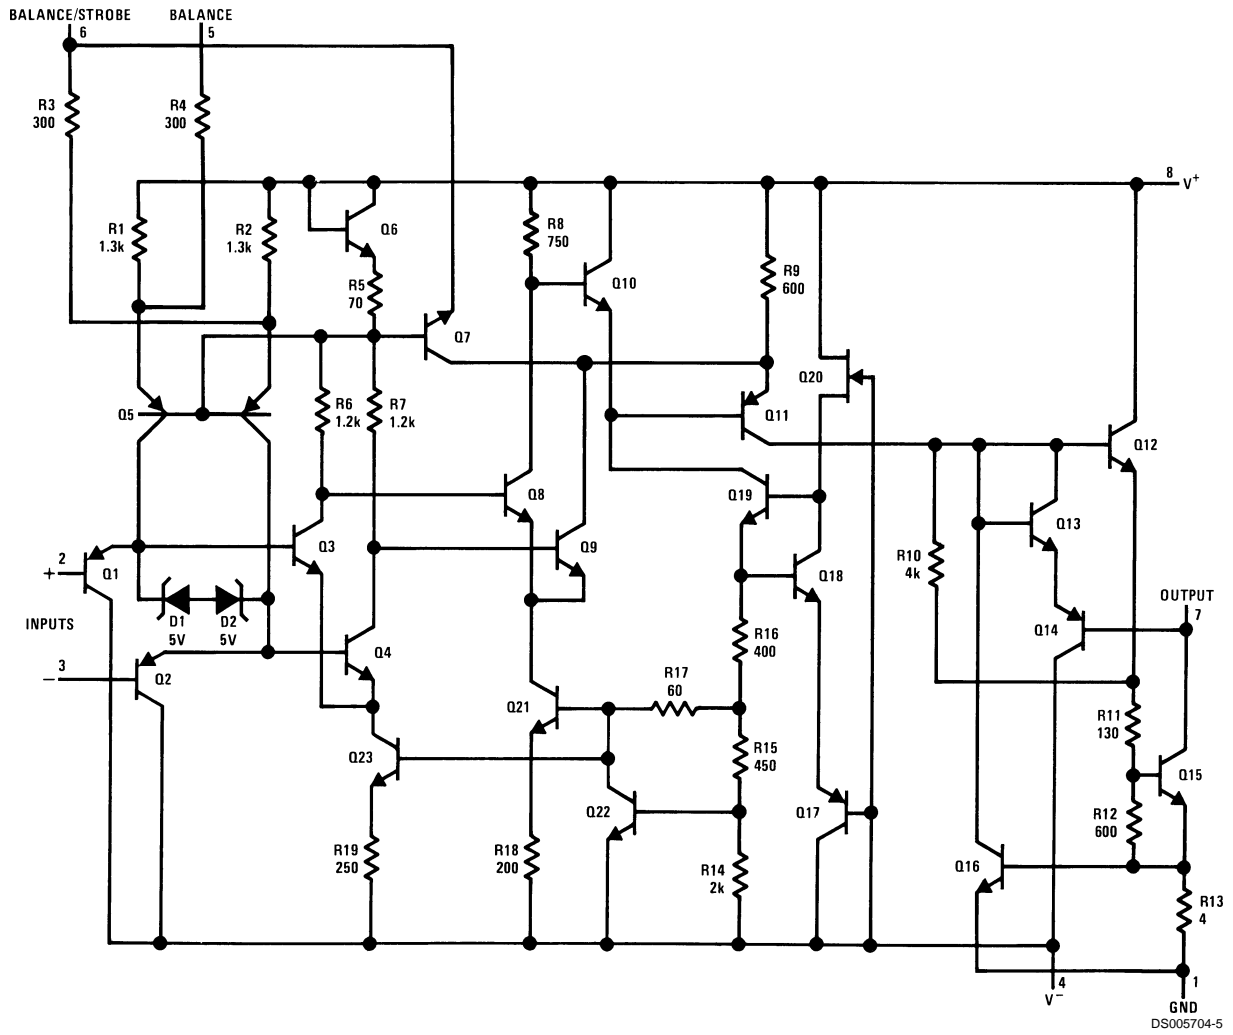 BALANCE/STROBE
6
BALANCE
5
R3
300
R4
300
8
V+
R1
1.3k
R2
1.3k
Q6
R8
750
R5
70
Q10
R9
600
Q7
Q20
Q5
R6
1.2k
R7
1.2k
Q11
Q12
Q8
Q19
Q13
2
+
Q1
Q3
Q9
Q18
R10
4k
INPUTS
D1
5V
D2
5V
OUTPUT
7
Q14
R16
400
3
−
Q2
Q4
R17
60
Q21
R11
130
Q23
R15
450
Q15
Q22
Q17
R12
600
R19
250
R18
200
R14
2k
Q16
R13
4
4
V−
1
GND
DS005704-5